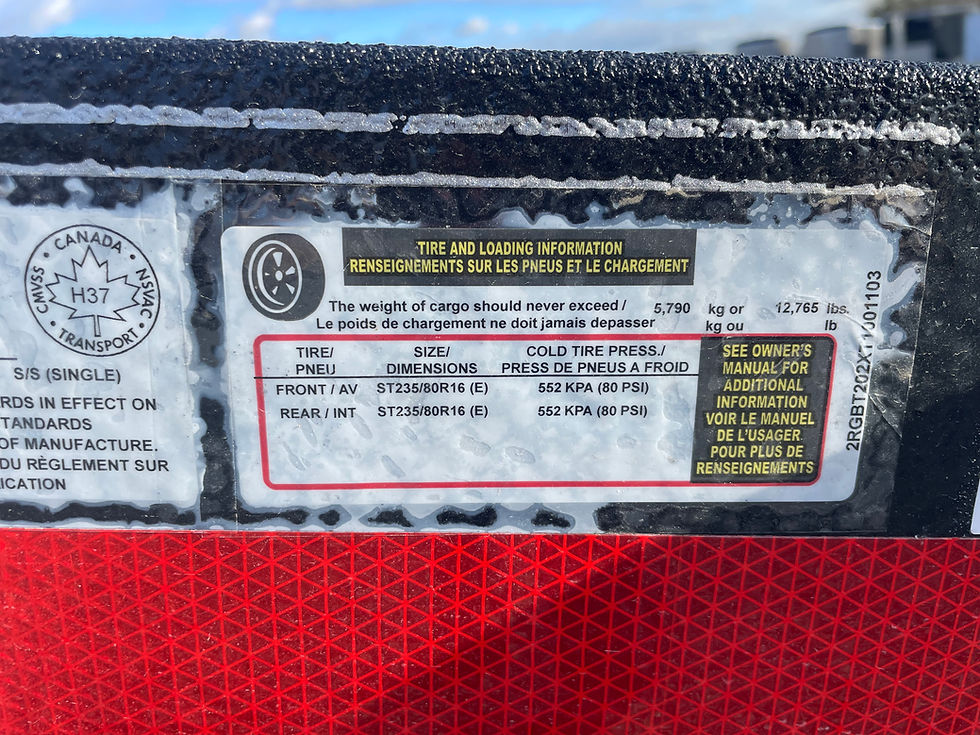 CANADA
CMVSS
NSVAC
H37
TRANSPORT
S/S (SINGLE)
RDS IN EFFECT ON
TANDARDS
OF MANUFACTURE.
DU RÈGLEMENT SUR
ICATION
TIRE AND LOADING INFORMATION
RENSEIGNEMENTS SUR LES PNEUS ET LE CHARGEMENT
The weight of cargo should never exceed / 5,790 kg or 12,765 lbs.
Le poids de chargement ne doit jamais depasser kg ou lb
TIRE/ SIZE/ COLD TIRE PRESS./
PNEU DIMENSIONS PRESS DE PNEUS A FROID
FRONT / AV ST235/80R16 (E) 552 KPA (80 PSI)
REAR / INT ST235/80R16 (E) 552 KPA (80 PSI)
SEE OWNER'S
MANUAL FOR
ADDITIONAL
INFORMATION
VOIR LE MANUEL
DE L'USAGER
POUR PLUS DE
RENSEIGNEMENTS
2RGBT202X11001103